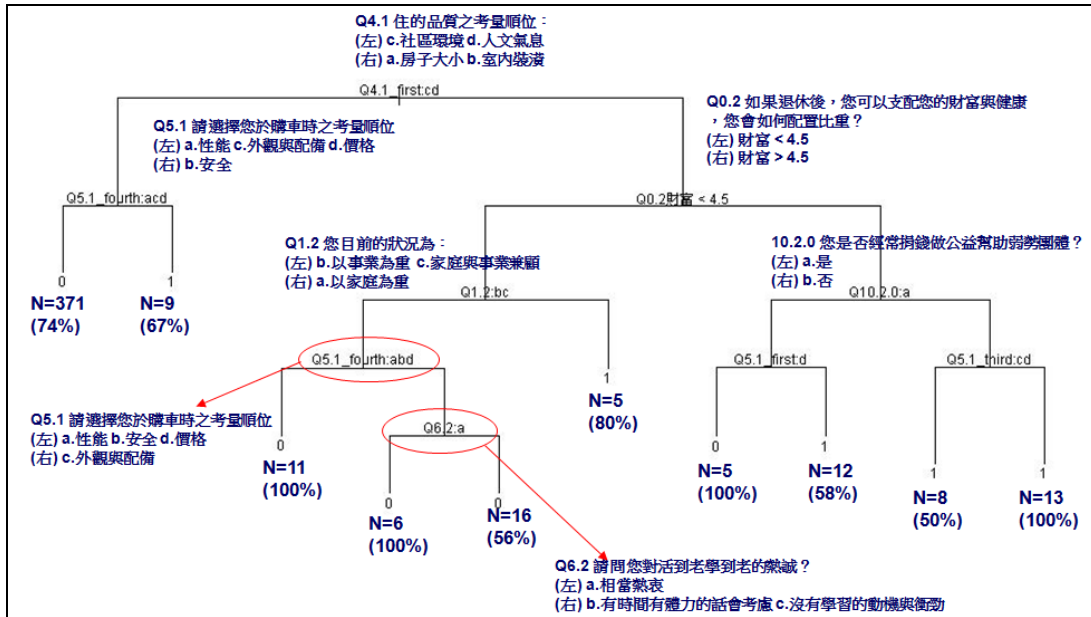 Q4.1 住的品質之考量順位：
(左) c.社區環境 d.人文氣息
(右) a.房子大小 b.室內裝潢
Q4.1_first:cd
Q0.2 如果退休後，您可以支配您的財富與健康
，您會如何配置比重？
(左) 財富 < 4.5
(右) 財富 > 4.5
Q5.1 請選擇您於購車時之考量順位
(左) a.性能 c.外觀與配備 d.價格
(右) b.安全
Q5.1_fourth:acd
Q0.2財富 < 4.5
Q1.2 您目前的狀況為：
(左) b.以事業為重 c.家庭與事業兼顧
(右) a.以家庭為重
10.2.0 您是否經常捐錢做公益幫助弱勢團體？
(左) a.是
(右) b.否
0
N=371
(74%)
1
N=9
(67%)
Q1.2:bc
Q10.2.0:a
Q5.1_fourth:abd
1
N=5
(80%)
Q5.1_first:d
Q5.1_third:cd
Q5.1 請選擇您於購車時之考量順位
(左) a.性能 b.安全 d.價格
(右) c.外觀與配備
0
N=11
(100%)
Q6.2:a
0
N=6
(100%)
0
N=16
(56%)
0
N=5
(100%)
1
N=12
(58%)
1
N=8
(50%)
1
N=13
(100%)
Q6.2 請問您對活到老學到老的熱誠？
(左) a.相當熱衷
(右) b.有時間有體力的話會考慮 c.沒有學習的動機與衝勁